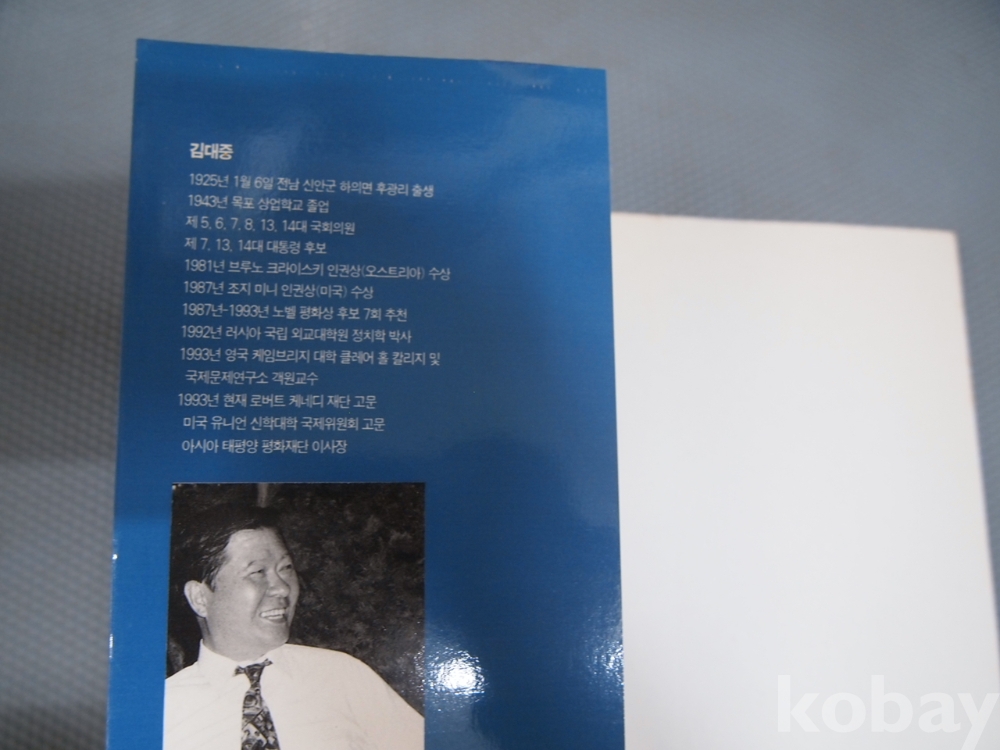 김대중
1925년 1월 6일 전남 신안군 하의면 후광리 출생
1943년 목포 상업학교 졸업
제 5, 6, 7, 8, 13, 14대 국회의원
제 7, 13, 14대 대통령 후보
1981년 브루노 크라이스키 인권상(오스트리아) 수상
1987년 조지 미니 인권상(미국) 수상
1987년-1993년 노벨 평화상 후보 7회 추천
1992년 러시아 국립 외교대학원 정치학 박사
1993년 영국 케임브리지 대학 클레어 홀 칼리지 및
국제문제연구소 객원교수
1993년 현재 로버트 케네디 재단 고문
미국 유니언 신학대학 국제위원회 고문
아시아 태평양 평화재단 이사장
kobay